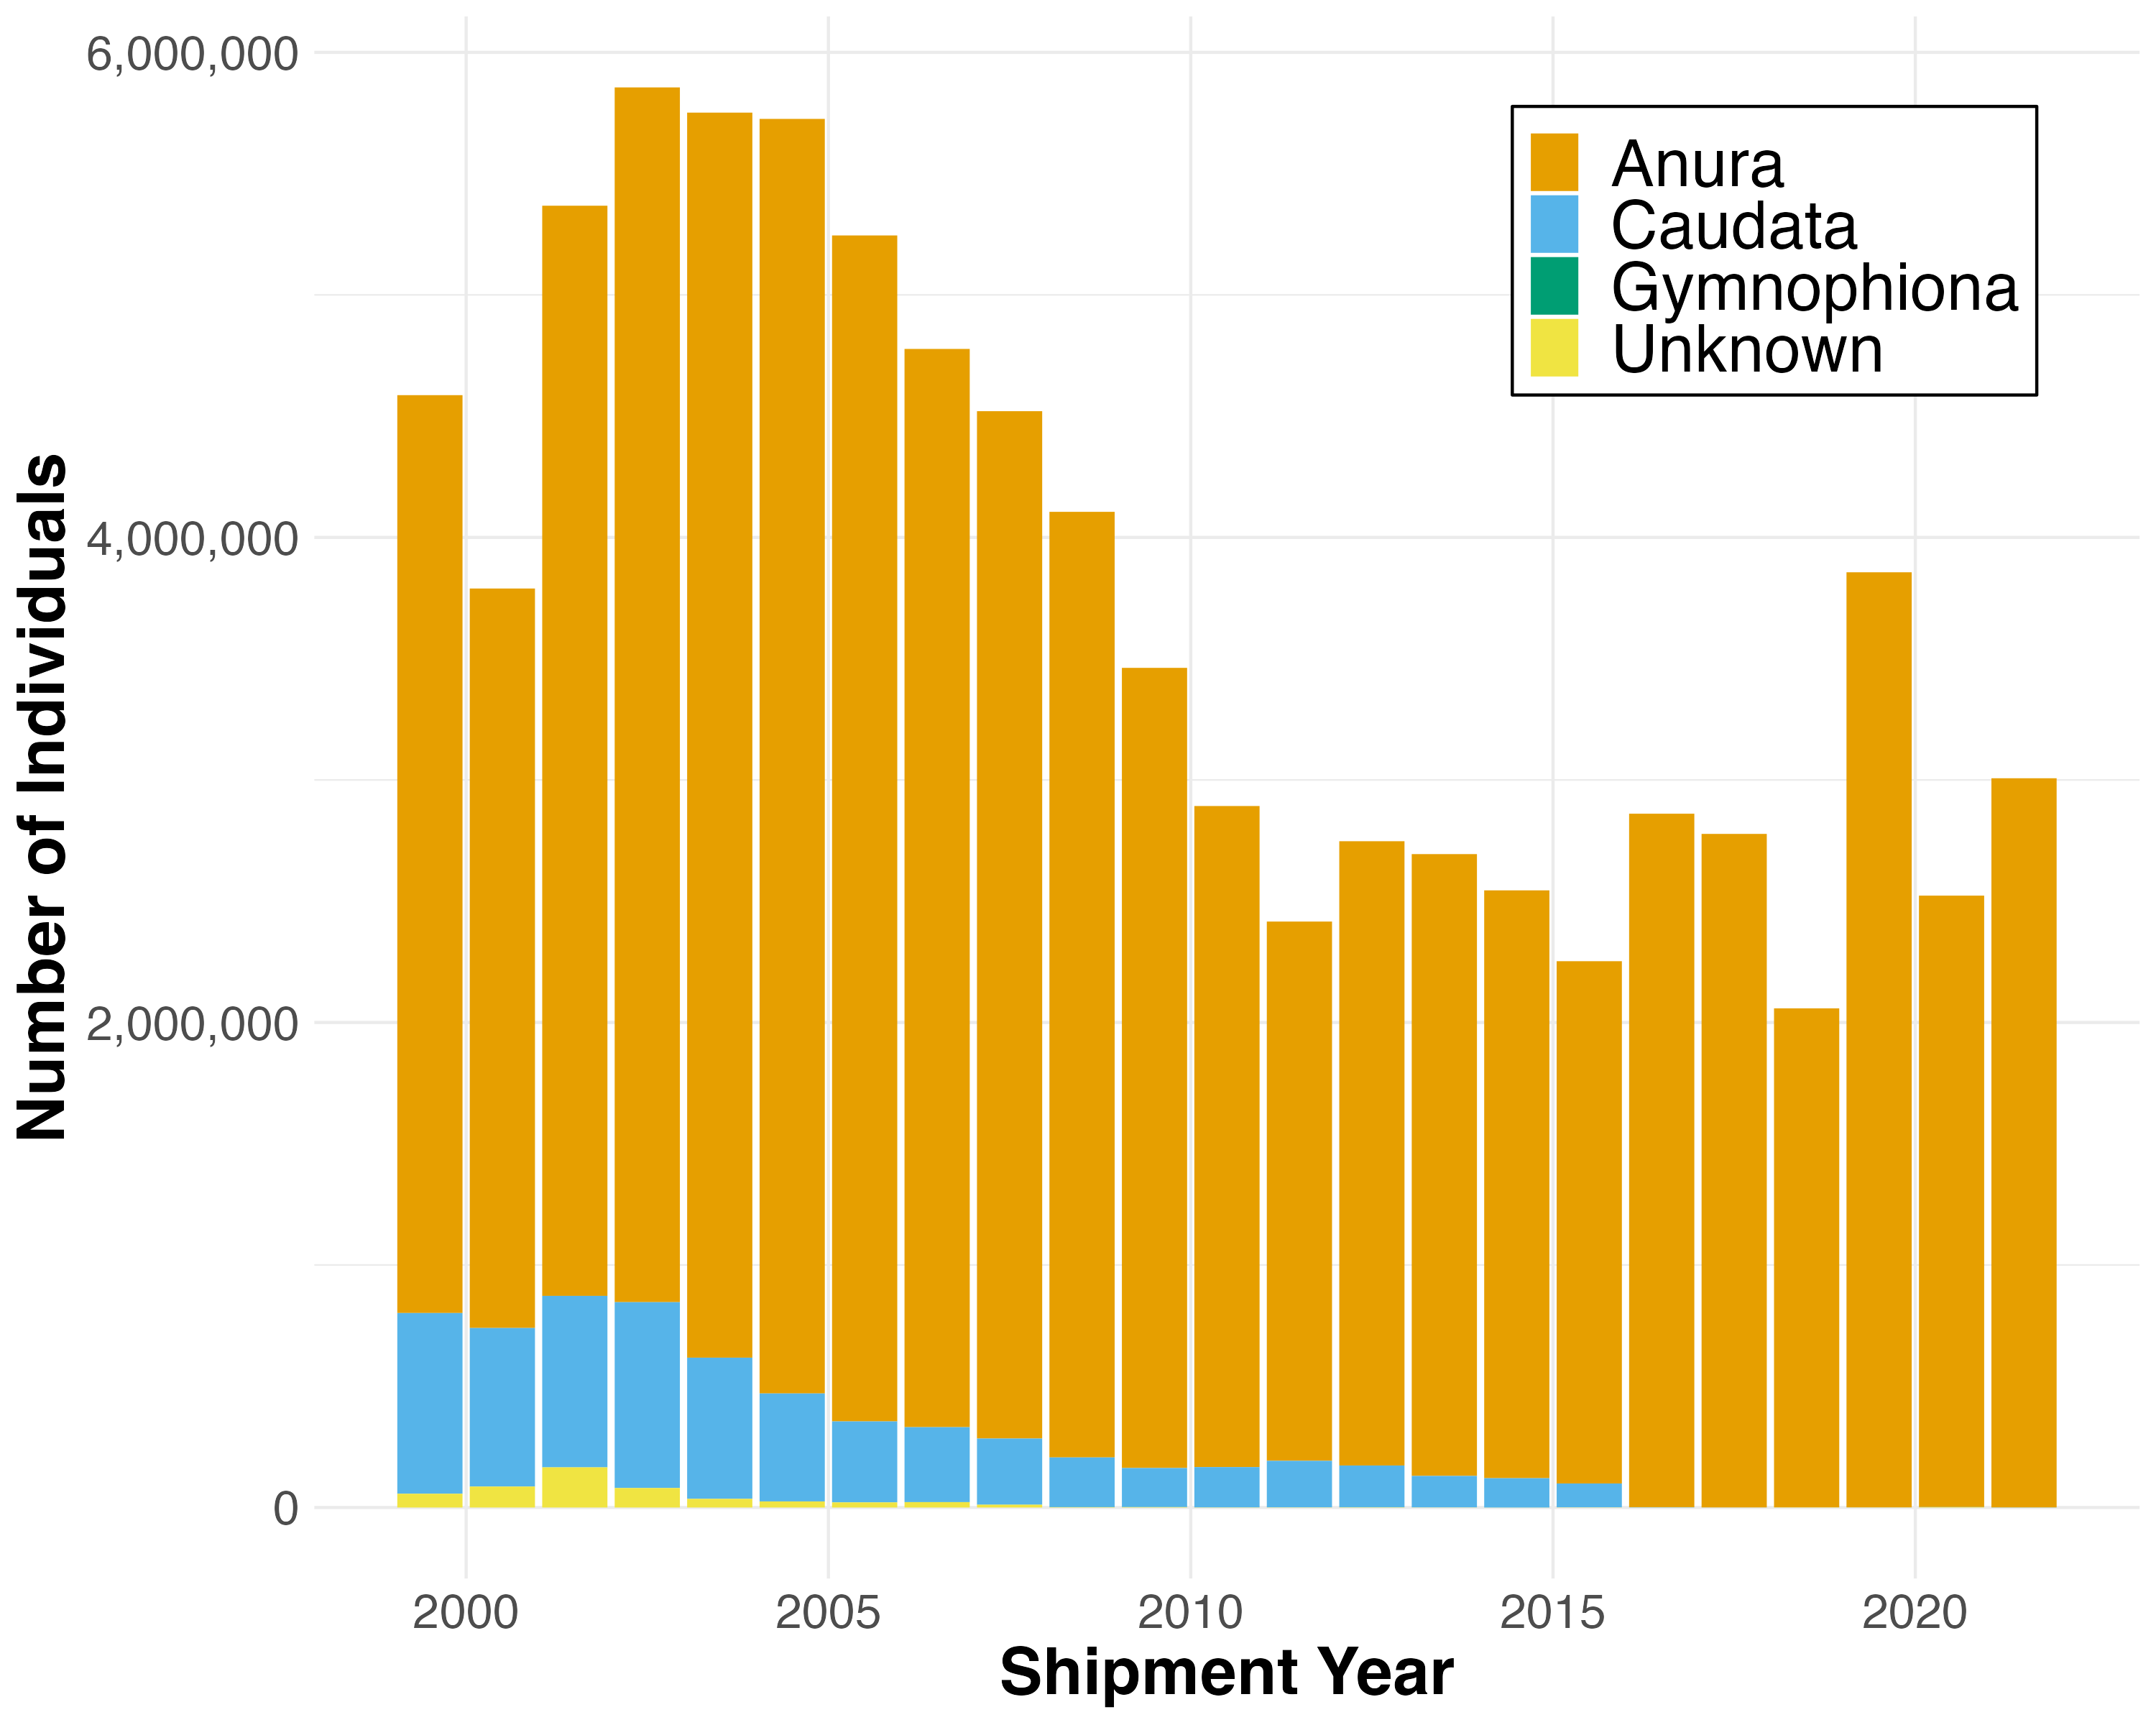 6,000,000
4,000,000
2,000,000
0
Number of Individuals
Anura
Caudata
Gymnophiona
Unknown
2000 2005 2010 2015 2020
Shipment Year